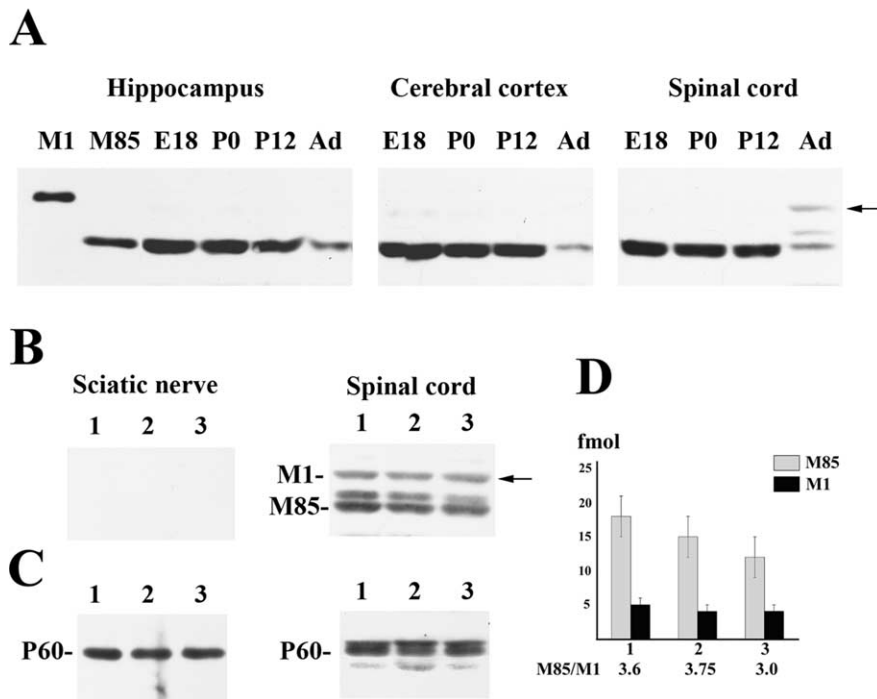 A
Hippocampus Cerebral cortex Spinal cord
M1 M85 E18 P0 P12 Ad E18 P0 P12 Ad E18 P0 P12 Ad
B
Sciatic nerve Spinal cord
1 2 3 1 2 3
M1-
M85-
C
1 2 3 1 2 3
P60- P60-
D
fmol
M85
M1
25
20
15
10
5
1 2 3
M85/M1 3.6 3.75 3.0